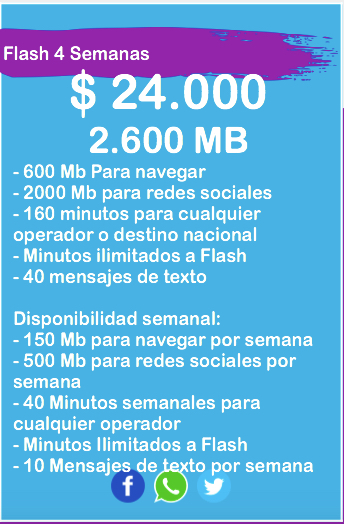 Flash 4 Semanas
$ 24.000
2.600 MB
- 600 Mb Para navegar
- 2000 Mb para redes sociales
- 160 minutos para cualquier
operador o destino nacional
- Minutos ilimitados a Flash
- 40 mensajes de texto
Disponibilidad semanal:
- 150 Mb para navegar por semana
- 500 Mb para redes sociales por
semana
- 40 Minutos semanales para
cualquier operador
- Minutos Ilimitados a Flash
- 10 Mensajes de texto por semana